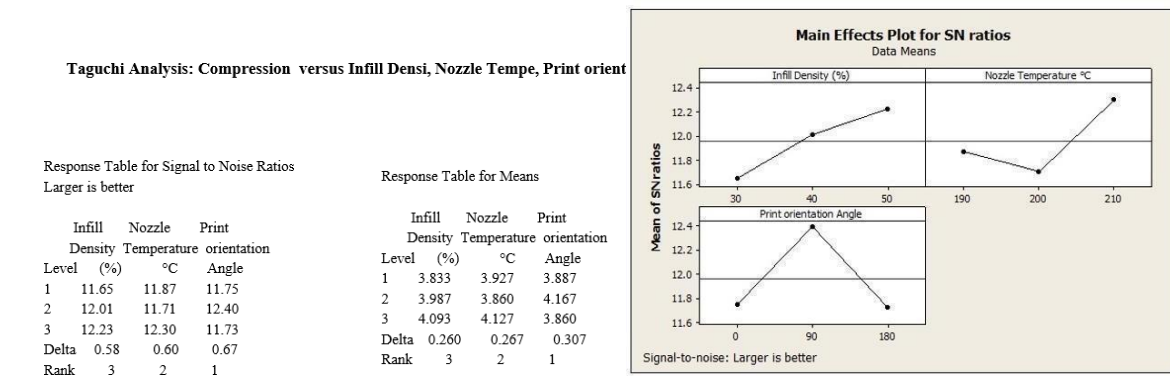 Taguchi Analysis: Compression versus Infill Densi, Nozzle Tempe, Print orient
Response Table for Signal to Noise Ratios
Larger is better
Infill Nozzle Print
Density Temperature orientation
Level (%) °C Angle
1 11.65 11.87 11.75
2 12.01 11.71 12.40
3 12.23 12.30 11.73
Delta 0.58 0.60 0.67
Rank 3 2 1
Response Table for Means
Infill Nozzle Print
Density Temperature orientation
Level (%) °C Angle
1 3.833 3.927 3.887
2 3.987 3.860 4.167
3 4.093 4.127 3.860
Delta 0.260 0.267 0.307
Rank 3 2 1
Main Effects Plot for SN ratios
Data Means
Infill Density (%) Nozzle Temperature °C
12.4
12.2
12.0
11.8
11.6
30 40 50 190 200 210
Print orientation Angle
12.4
12.2
12.0
11.8
11.6
0 90 180
Mean of SN ratios
Signal-to-noise: Larger is better